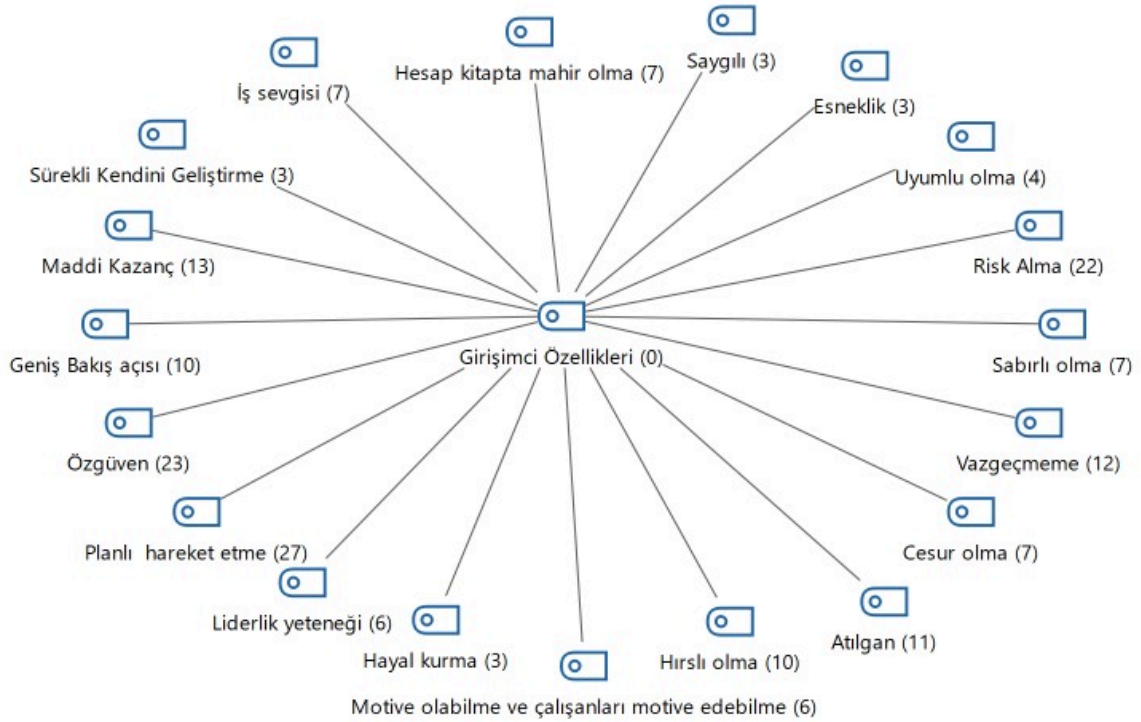 Saygılı (3)
Hesap kitapta mahir olma (7)
İş sevgisi (7)
Esneklik (3)
Sürekli Kendini Geliştirme (3)
Uyumlu olma (4)
Maddi Kazanç (13)
Risk Alma (22)
Girişimci Özellikleri (0)
Geniş Bakış açısı (10)
Sabırlı olma (7)
Özgüven (23)
Vazgeçmeme (12)
Planlı  hareket etme (27)
Cesur olma (7)
Liderlik yeteneği (6)
Atılgan (11)
Hayal kurma (3)
Hırslı olma (10)
Motive olabilme ve çalışanları motive edebilme (6)